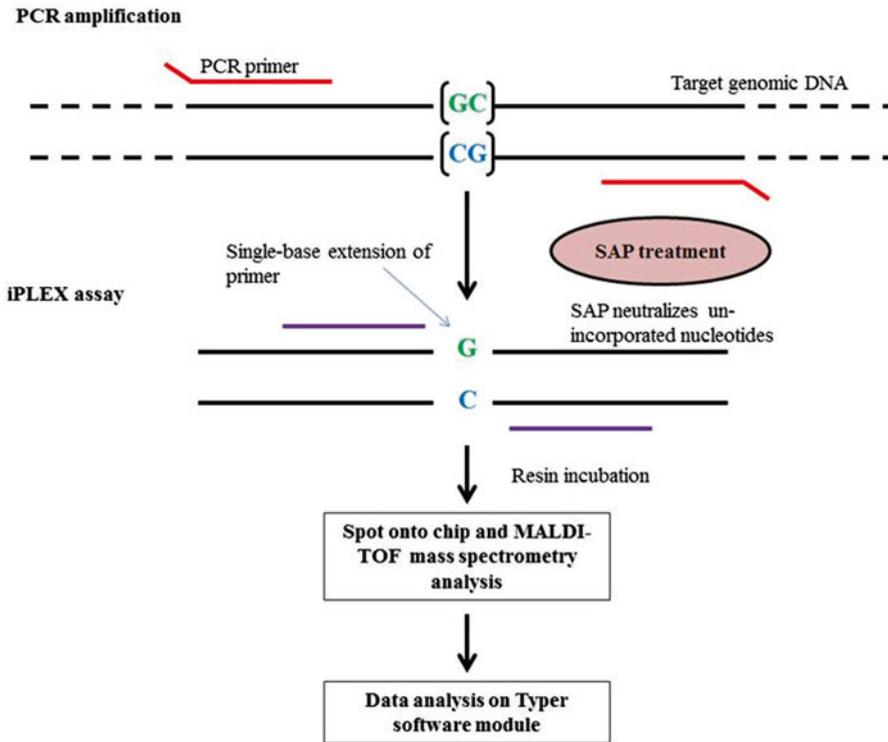 PCR amplification
PCR primer
Target genomic DNA
[GC]
[CG]
Single-base extension of
primer
SAP treatment
iPLEX assay
SAP neutralizes un-
incorporated nucleotides
G
C
Resin incubation
Spot onto chip and MALDI-
TOF mass spectrometry
analysis
Data analysis on Typer
software module